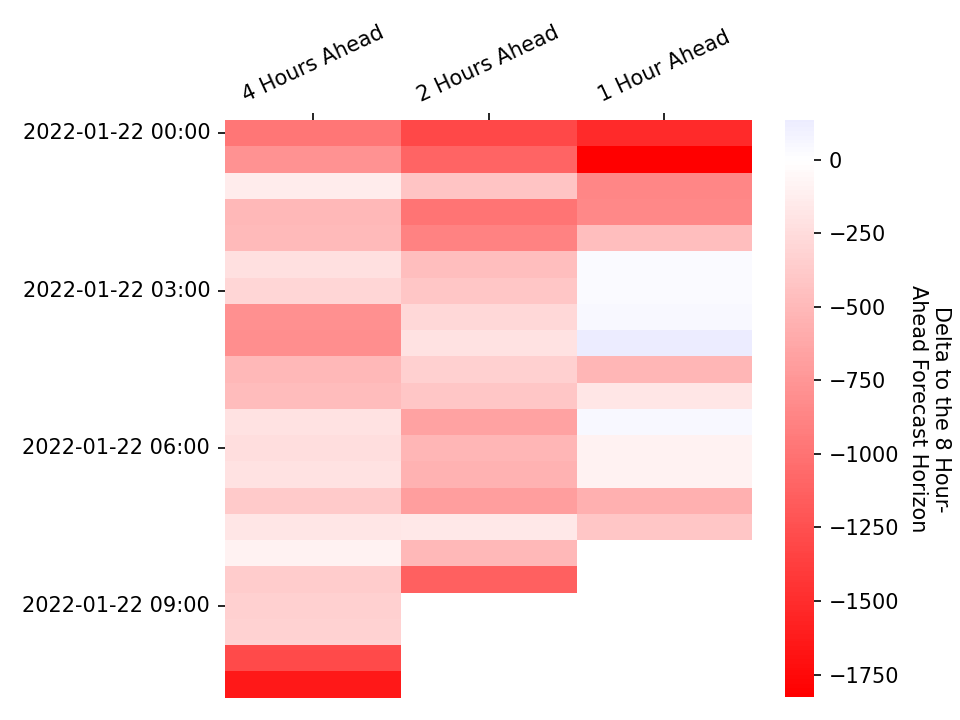 4 Hours Ahead
2 Hours Ahead
1 Hour Ahead
2022-01-22 00:00
2022-01-22 03:00
2022-01-22 06:00
2022-01-22 09:00
0
−250
−500
−750
−1000
−1250
−1500
−1750
Delta to the 8 Hour-
Ahead Forecast Horizon